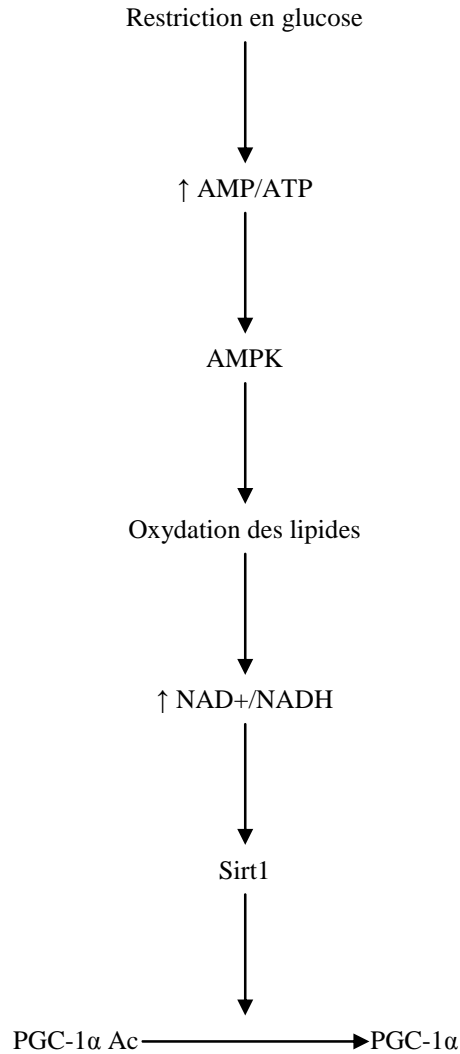 Restriction en glucose
↑ AMP/ATP
AMPK
Oxydation des lipides
↑ NAD+/NADH
Sirt1
PGC-1α Ac PGC-1α